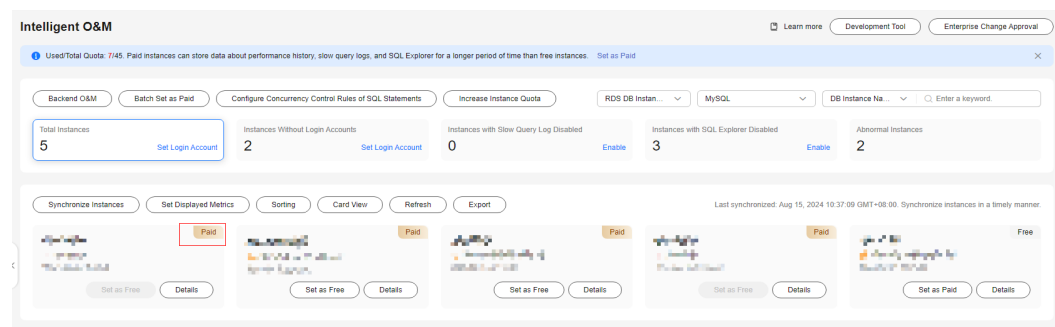 Intelligent O&M
Learn more
Development Tool
Enterprise Change Approval
Used/Total Quota: 7/45. Paid instances can store data about performance history, slow query logs, and SQL Explorer for a longer period of time than free instances. Set as Paid
Backend O&M
Batch Set as Paid
Configure Concurrency Control Rules of SQL Statements
Increase Instance Quota
RDS DB Instan...
MySQL
DB Instance Na...
Enter a keyword.
Total Instances
5
Set Login Account
Instances Without Login Accounts
2
Set Login Account
Instances with Slow Query Log Disabled
0
Enable
Instances with SQL Explorer Disabled
3
Enable
Abnormal Instances
2
Synchronize Instances
Set Displayed Metrics
Sorting
Card View
Refresh
Export
Last synchronized: Aug 15, 2024 10:37:09 GMT+08:00. Synchronize instances in a timely manner.
Paid
Set as Free
Details
Paid
Set as Free
Details
Paid
Set as Free
Details
Paid
Set as Free
Details
Free
Set as Paid
Details